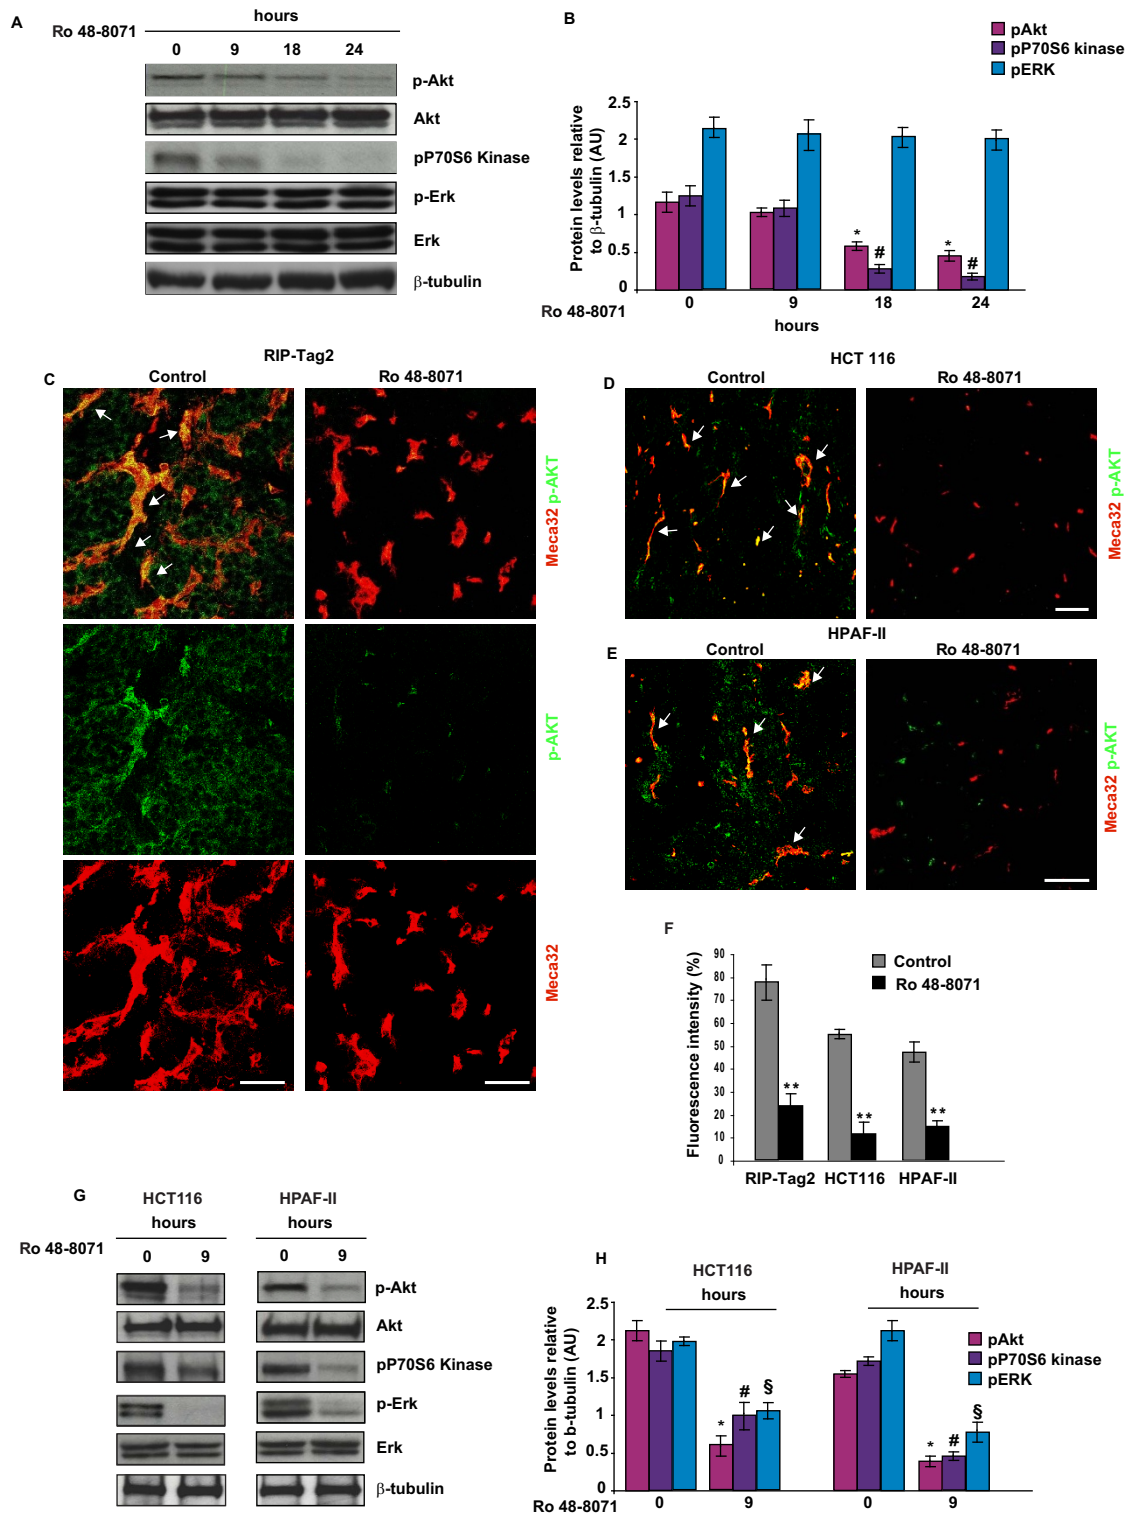 A
hours
Ro 48-8071
0 9 18 24
p-Akt
Akt
pP70S6 Kinase
p-Erk
Erk
β-tubulin
B
pAkt
pP70S6 kinase
pERK
Protein levels relative
to β-tubulin (AU)
2.5
2
1.5
1
0.5
0
* # * #
Ro 48-8071
0 9 18 24
hours
RIP-Tag2
C
Control Ro 48-8071
Meca32 p-AKT
p-AKT
Meca32
HCT 116
D
Control Ro 48-8071
Meca32 p-AKT
HPAF-II
E
Control Ro 48-8071
Meca32 p-AKT
F
Fluorescence intensity (%)
90
80
70
60
50
40
30
20
10
0
Control
Ro 48-8071
** ** **
RIP-Tag2 HCT116 HPAF-II
G
HCT116 HPAF-II
hours hours
Ro 48-8071
0 9 0 9
p-Akt
Akt
pP70S6 Kinase
p-Erk
Erk
β-tubulin
H
HCT116 HPAF-II
hours hours
Protein levels relative
to b-tubulin (AU)
2.5
2
1.5
1
0.5
0
pAkt
pP70S6 kinase
pERK
* # § * # §
Ro 48-8071
0 9 0 9